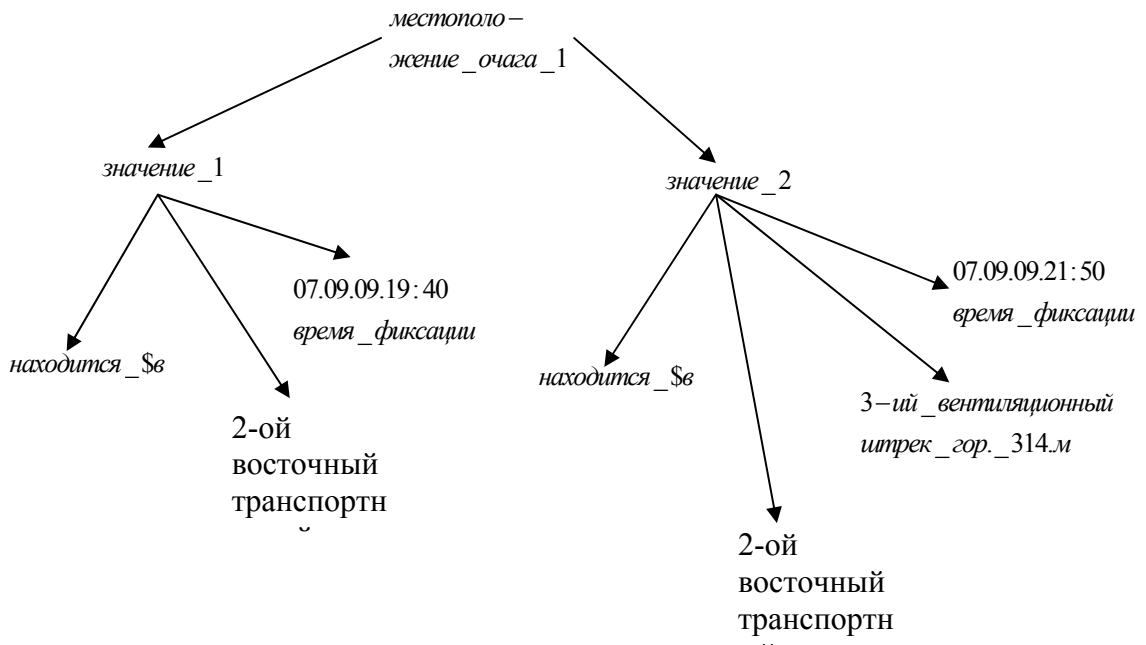 местополо–
жение_очага_1
значение_1
значение_2
07.09.09.19:40
время_фиксации
находится_$в
2-ой
восточный
транспортн
07.09.09.21:50
время_фиксации
находится_$в
3–ий_вентиляционный
штрек_гор._314.м
2-ой
восточный
транспортн